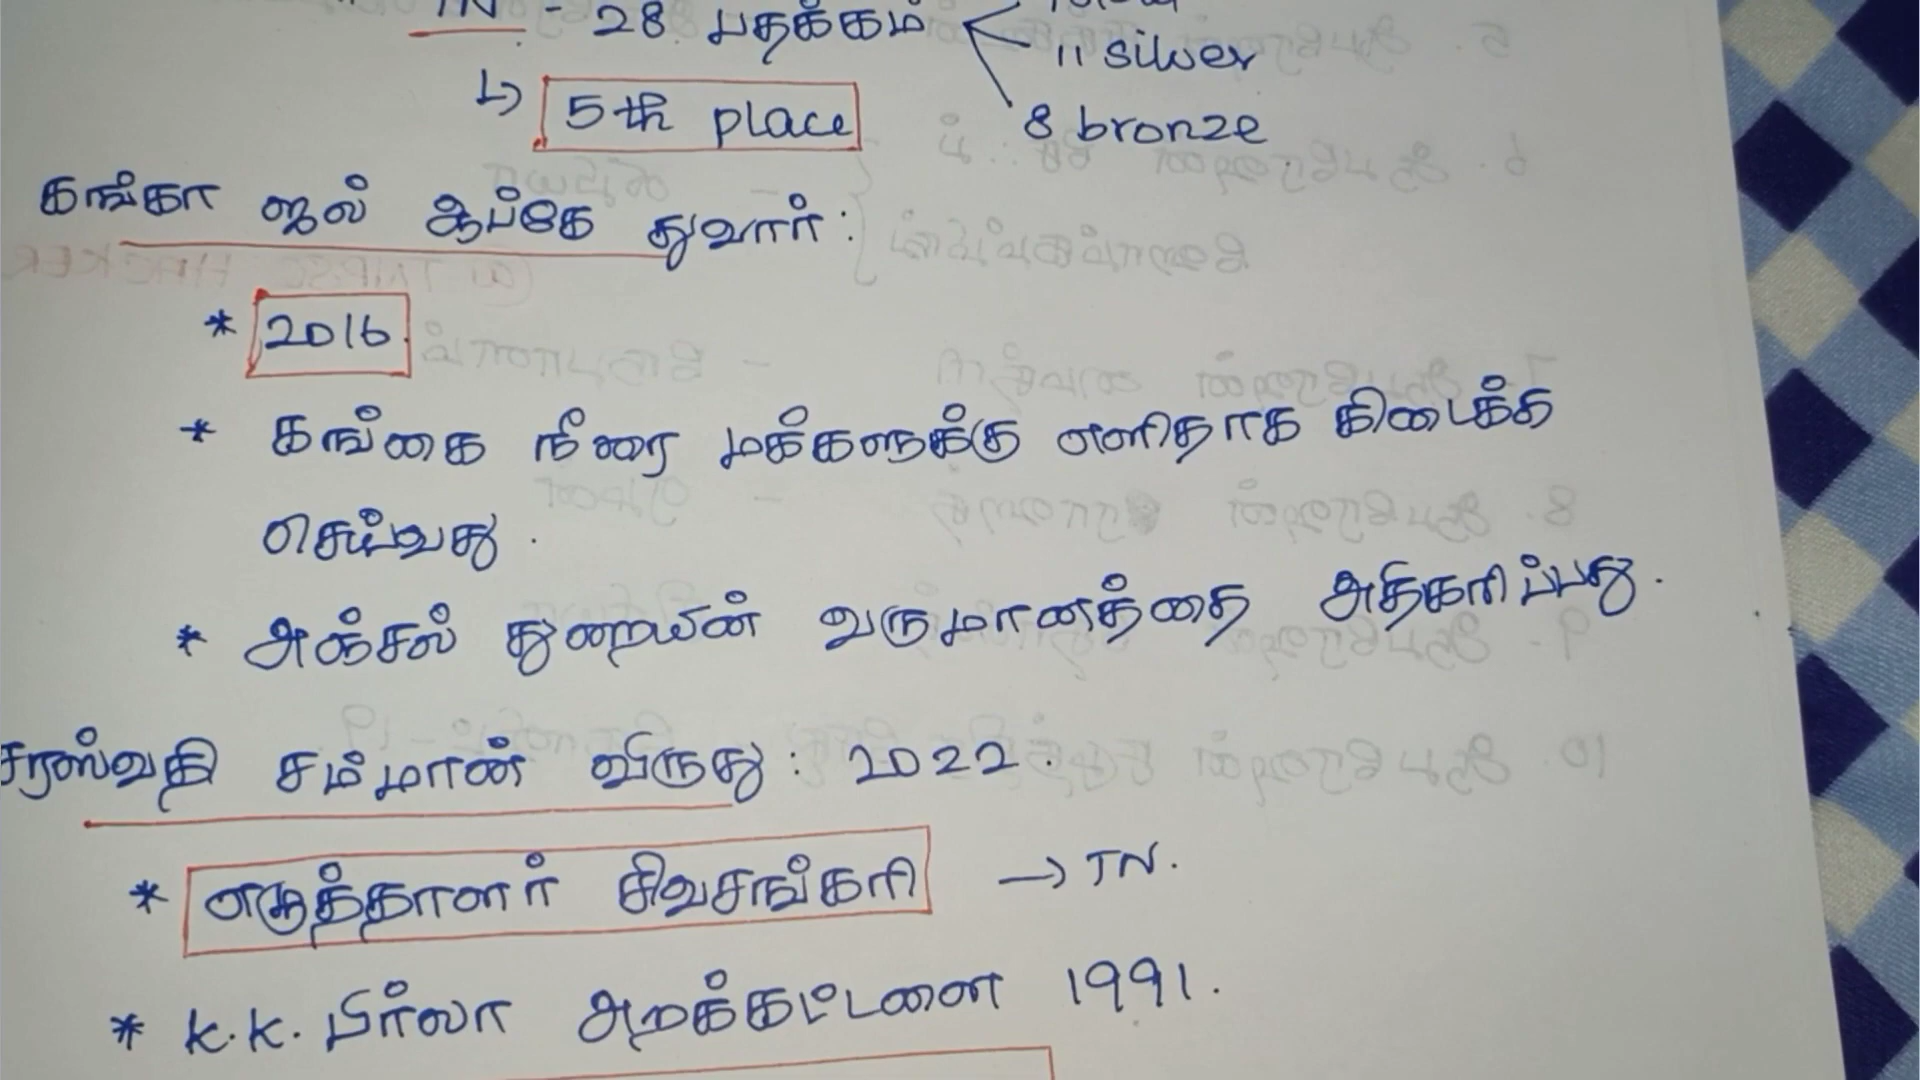 TN - 28 பதக்கம்
11 silver
↳ 5th place
8 bronze
கங்கா ஜல் ஆப்கே துவார் :
* 2016
* கங்கை நீரை மக்களுக்கு எளிதாக கிடைக்க
செய்வது .
* அஞ்சல் துறையின் வருமானத்தை அதிகரிப்பது .
சரஸ்வதி சம்மான் விருது : 2022 .
* எழுத்தாளர் சிவசங்கரி → TN .
* K.K. பிர்லா அறக்கட்டளை 1991 .